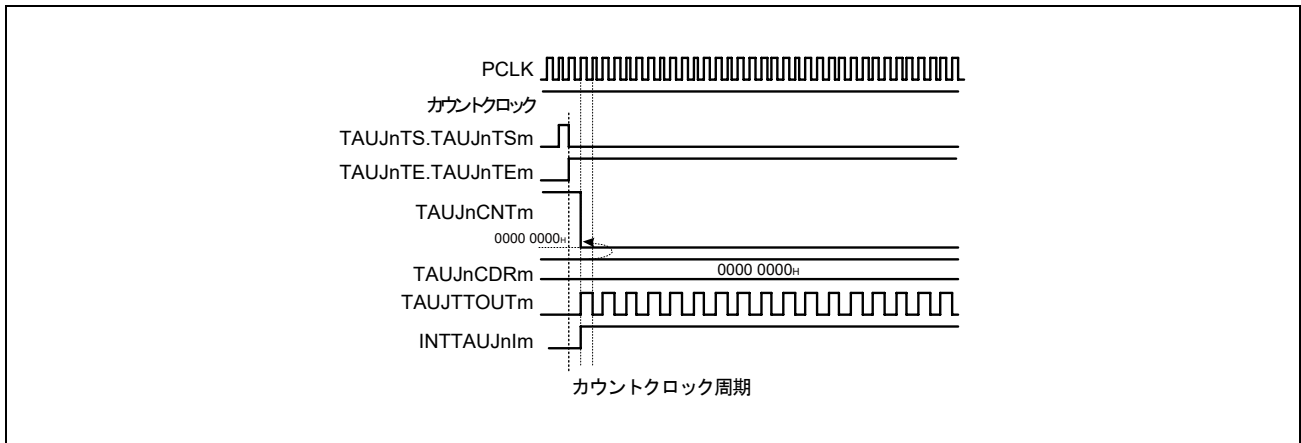 PCLK
カウントクロック
TAUJnTS.TAUJnTSm
TAUJnTE.TAUJnTEm
TAUJnCNTm
0000 0000H
TAUJnCDRm
0000 0000H
TAUJTTOUTm
INTTAUJnIm
カウントクロック周期